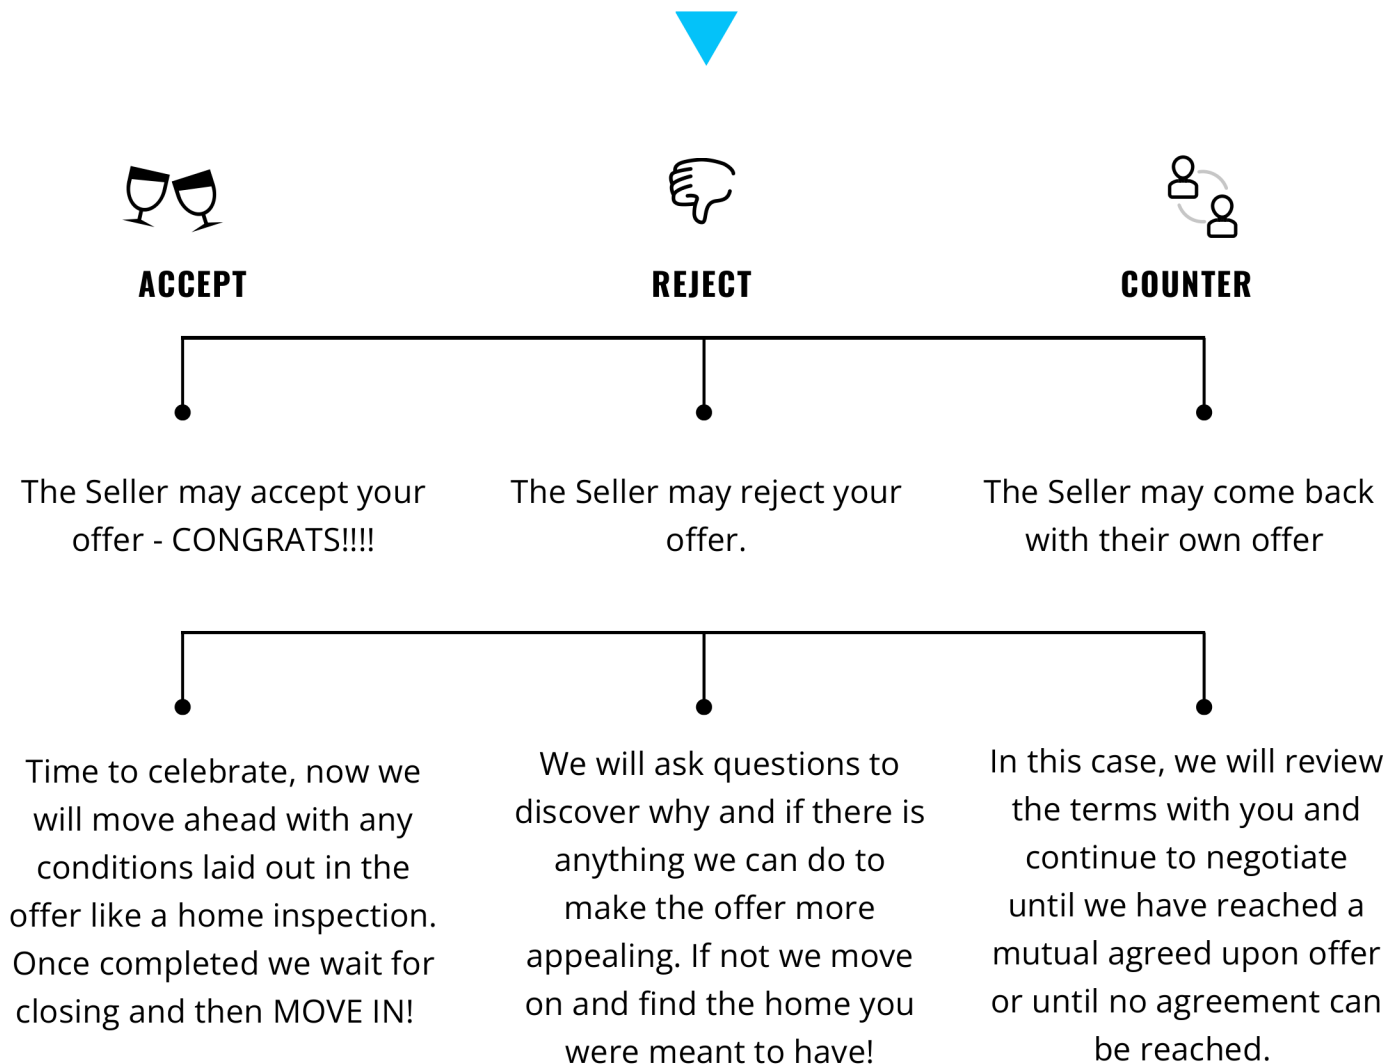 ACCEPT
REJECT
COUNTER
The Seller may accept your
offer - CONGRATS!!!!
The Seller may reject your
offer.
The Seller may come back
with their own offer
Time to celebrate, now we
will move ahead with any
conditions laid out in the
offer like a home inspection.
Once completed we wait for
closing and then MOVE IN!
We will ask questions to
discover why and if there is
anything we can do to
make the offer more
appealing. If not we move
on and find the home you
were meant to have!
In this case, we will review
the terms with you and
continue to negotiate
until we have reached a
mutual agreed upon offer
or until no agreement can
be reached.